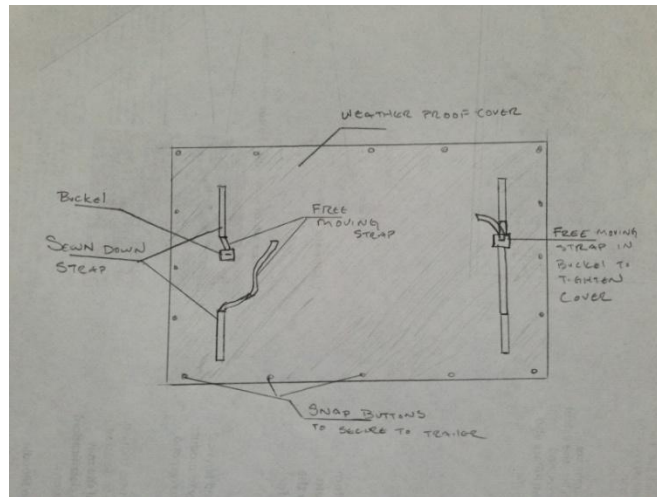 WEATHER PROOF COVER
BUCKEL
FREE
MOVING
STRAP
SEWN DOWN
STRAP
FREE MOVING
STRAP IN
BUCKEL TO
TIGHTEN
COVER
SNAP BUTTONS
TO SECURE TO TRAILER